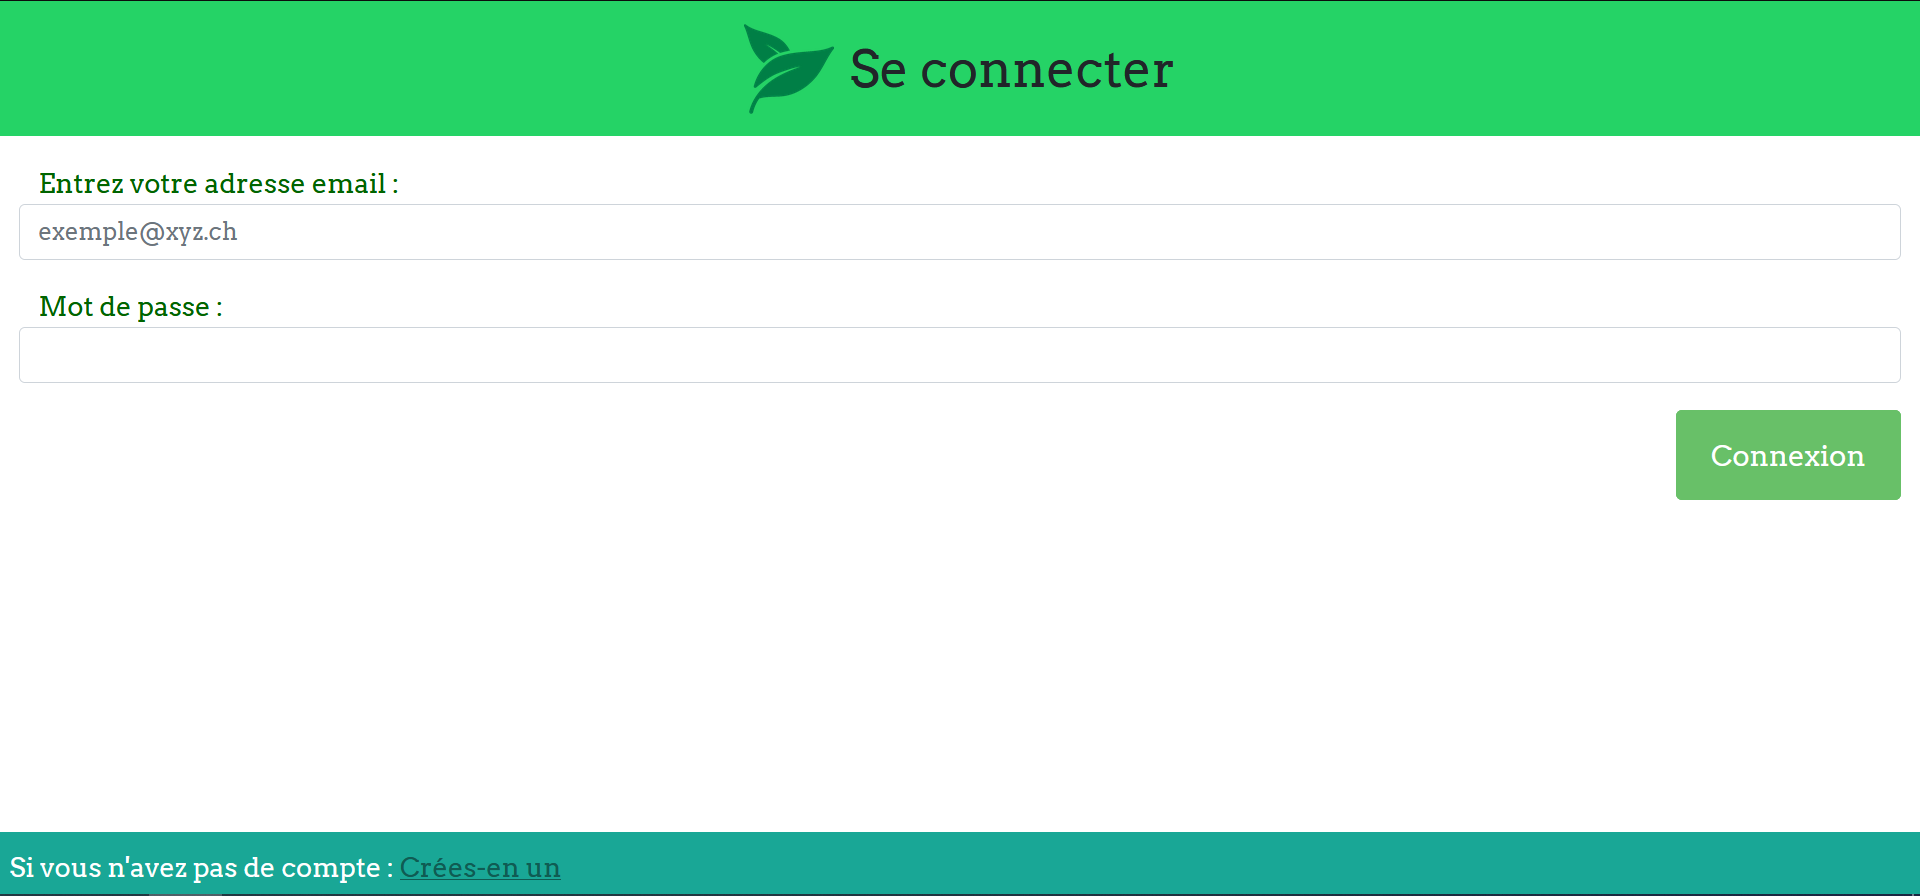 Se connecter
Entrez votre adresse email :
exemple@xyz.ch
Mot de passe :
Connexion
Si vous n'avez pas de compte : Crées-en un